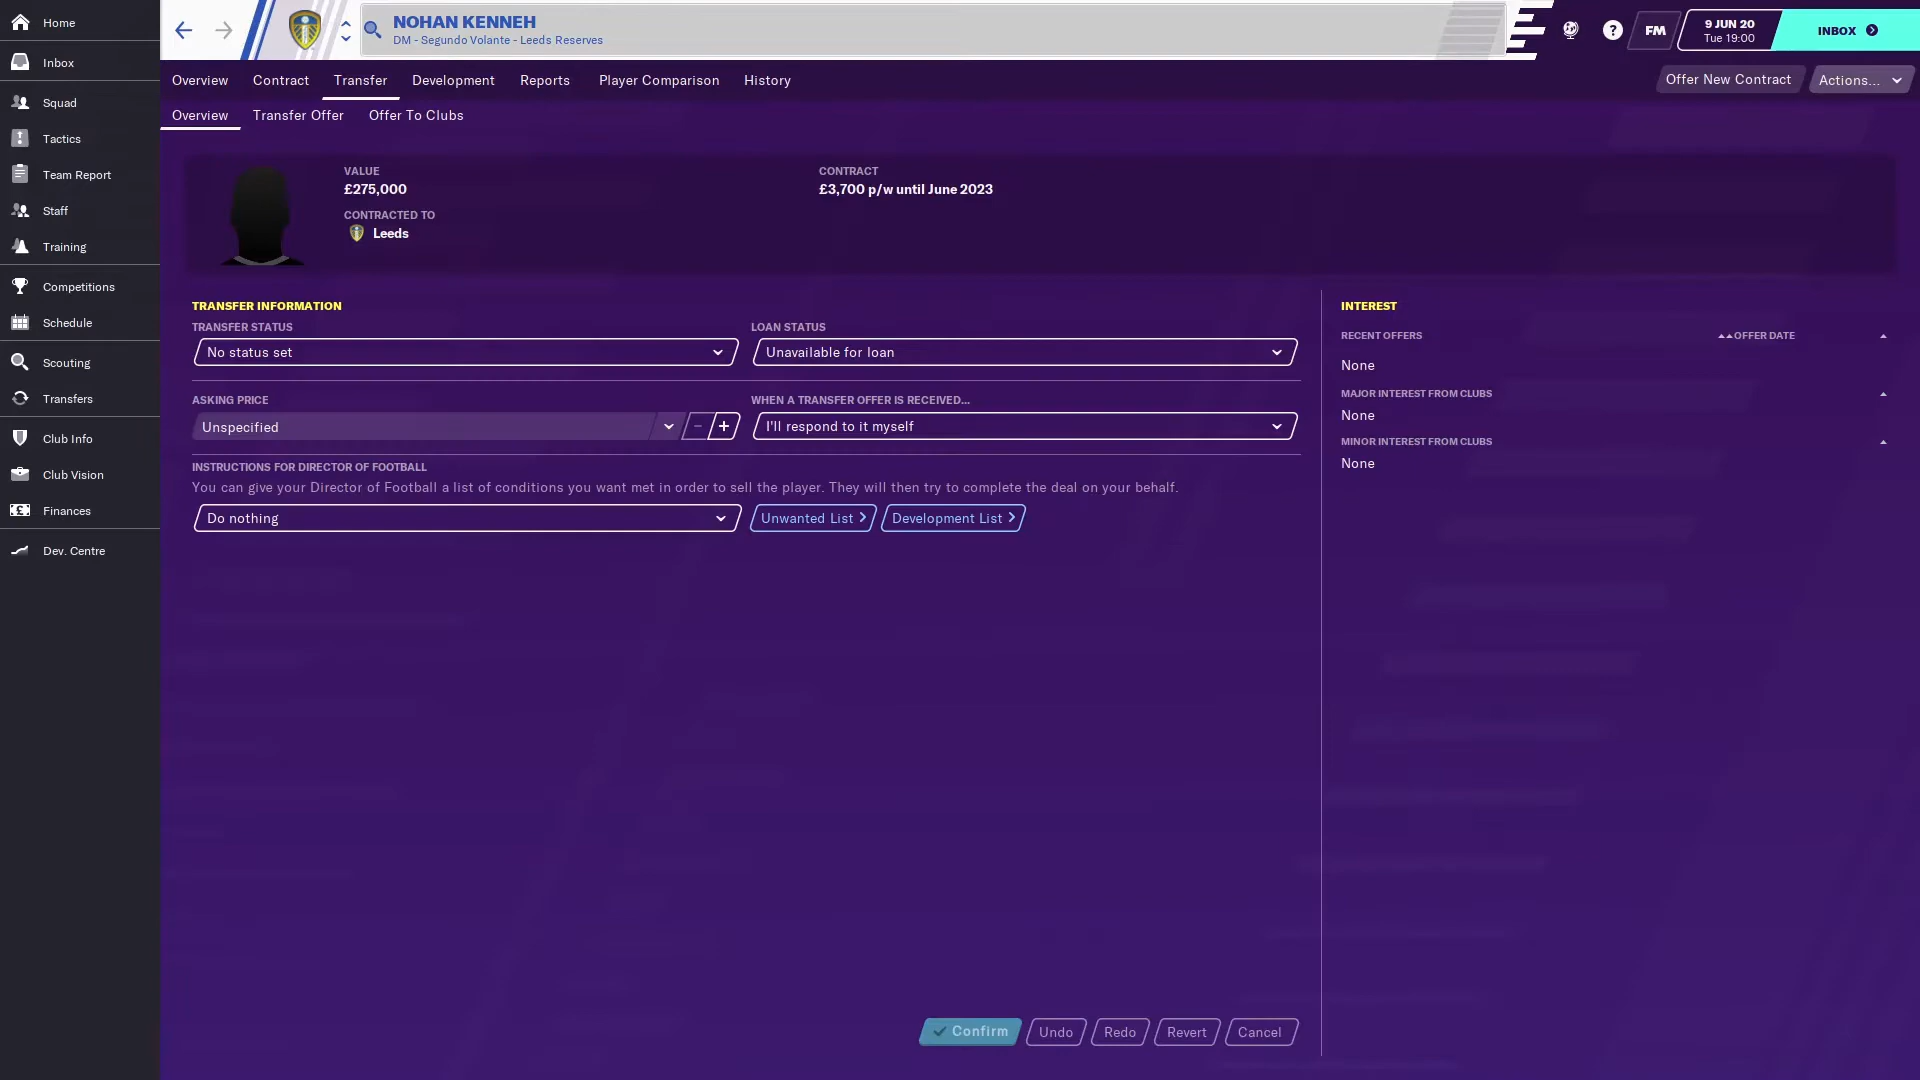 Home
Inbox
Squad
Tactics
Team Report
Staff
Training
Competitions
Schedule
Scouting
Transfers
Club Info
Club Vision
Finances
Dev. Centre
NOHAN KENNEH
DM - Segundo Volante - Leeds Reserves
?
FM
9 JUN 20
Tue 19:00
INBOX
Overview Contract Transfer Development Reports Player Comparison History
Offer New Contract Actions...
Overview Transfer Offer Offer To Clubs
VALUE
£275,000
CONTRACTED TO
Leeds
CONTRACT
£3,700 p/w until June 2023
TRANSFER INFORMATION
TRANSFER STATUS
No status set
LOAN STATUS
Unavailable for loan
ASKING PRICE
Unspecified
- +
WHEN A TRANSFER OFFER IS RECEIVED...
I'll respond to it myself
INSTRUCTIONS FOR DIRECTOR OF FOOTBALL
You can give your Director of Football a list of conditions you want met in order to sell the player. They will then try to complete the deal on your behalf.
Do nothing
Unwanted List >
Development List >
INTEREST
RECENT OFFERS OFFER DATE
None
MAJOR INTEREST FROM CLUBS
None
MINOR INTEREST FROM CLUBS
None
Confirm Undo Redo Revert Cancel